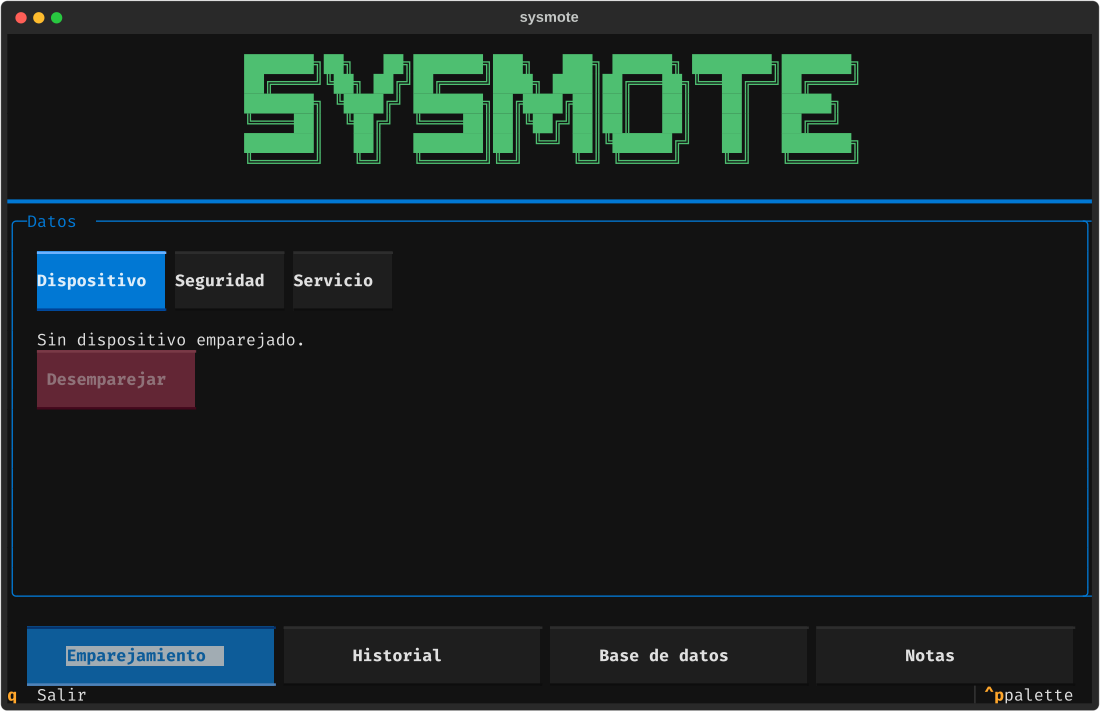 sysmote
SYSMOTE
Datos
Dispositivo Seguridad Servicio
Sin dispositivo emparejado.
Desemparejar
Emparejamiento Historial Base de datos Notas
q Salir ^p palette